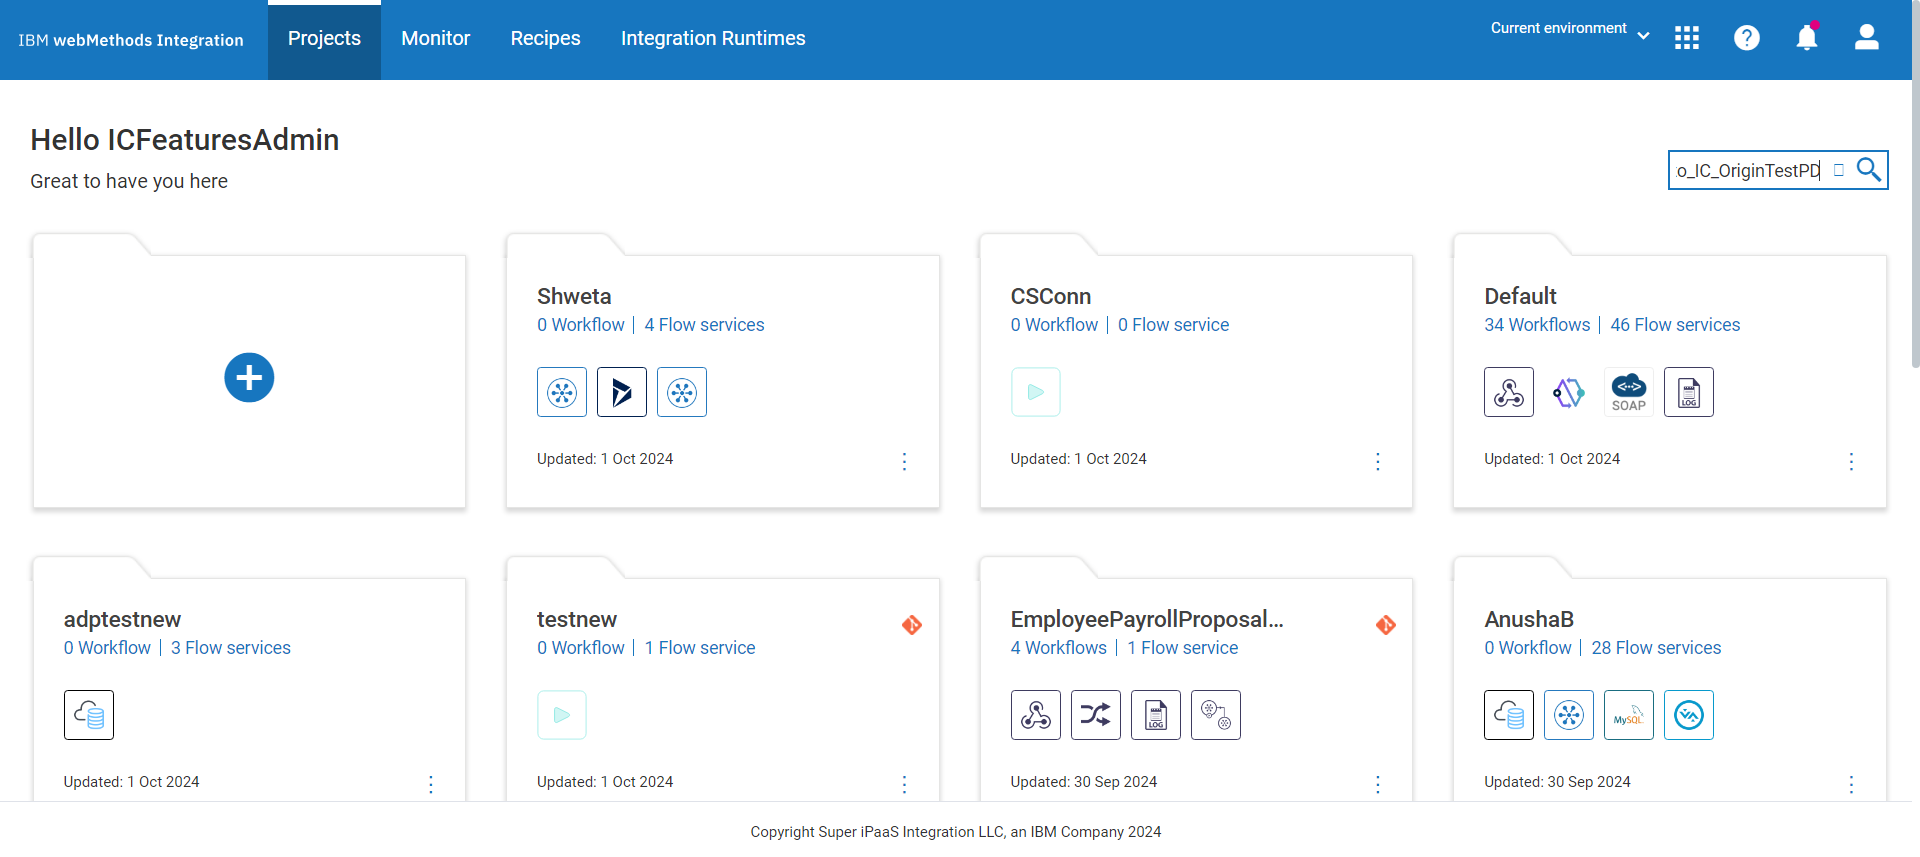 IBM webMethods Integration
Projects
Monitor
Recipes
Integration Runtimes
Current environment
Hello ICFeaturesAdmin
Great to have you here
o_IC_OriginTestPD
Shweta
0 Workflow | 4 Flow services
Updated: 1 Oct 2024
CSConn
0 Workflow | 0 Flow service
Updated: 1 Oct 2024
Default
34 Workflows | 46 Flow services
SOAP
LOG
Updated: 1 Oct 2024
adptestnew
0 Workflow | 3 Flow services
Updated: 1 Oct 2024
testnew
0 Workflow | 1 Flow service
Updated: 1 Oct 2024
EmployeePayrollProposal...
4 Workflows | 1 Flow service
LOG
Updated: 30 Sep 2024
AnushaB
0 Workflow | 28 Flow services
MySQL
Updated: 30 Sep 2024
Copyright Super iPaaS Integration LLC, an IBM Company 2024